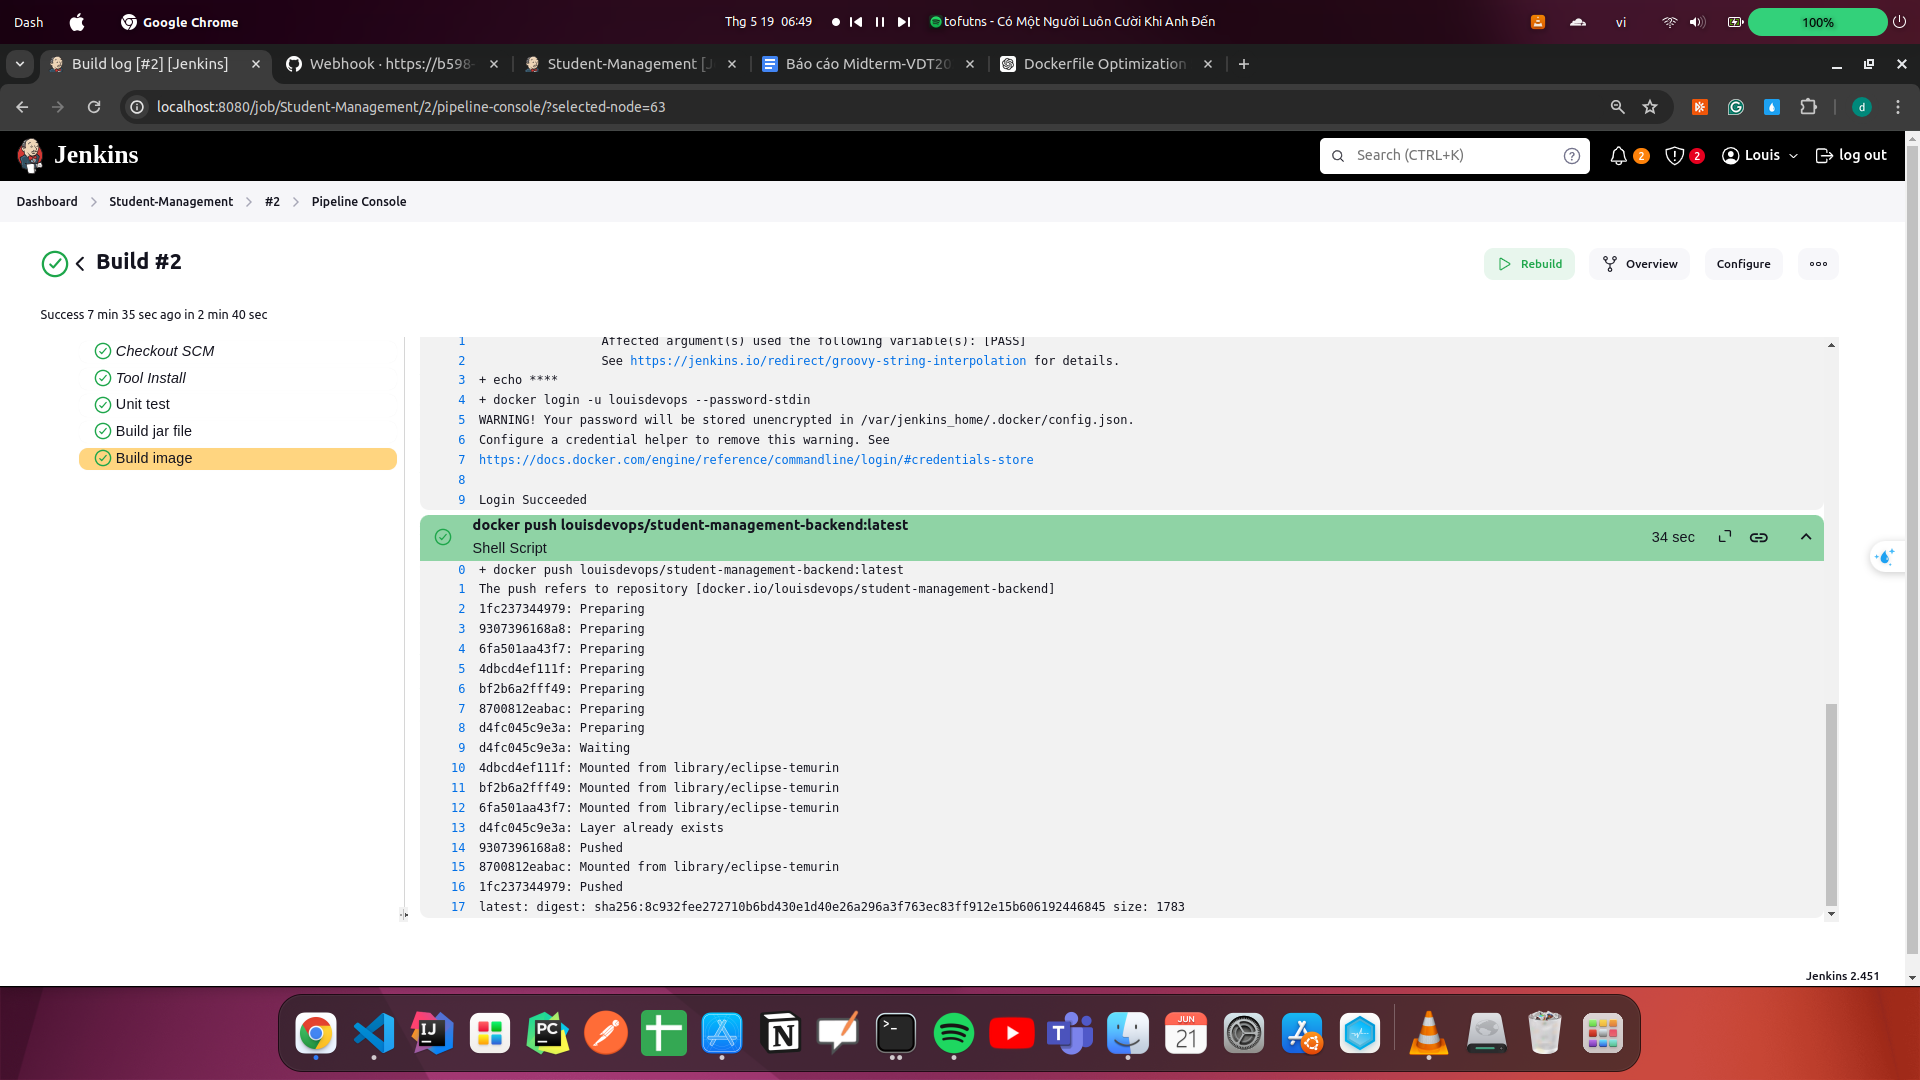 Dash
Google Chrome
Thg 5 19 06:49
tofutns - Có Một Người Luôn Cười Khi Anh Đến
vi
100%
Build log [#2] [Jenkins]
Webhook · https://b598-
Student-Management [J
Báo cáo Midterm-VDT20
Dockerfile Optimization
localhost:8080/job/Student-Management/2/pipeline-console/?selected-node=63
d
Jenkins
Search (CTRL+K)
2
2
Louis
log out
Dashboard
Student-Management
#2
Pipeline Console
Build #2
Rebuild
Overview
Configure
Success 7 min 35 sec ago in 2 min 40 sec
Checkout SCM
Tool Install
Unit test
Build jar file
Build image
1 Affected argument(s) used the following variable(s): [PASS]
2 See https://jenkins.io/redirect/groovy-string-interpolation for details.
3 + echo ****
4 + docker login -u louisdevops --password-stdin
5 WARNING! Your password will be stored unencrypted in /var/jenkins_home/.docker/config.json.
6 Configure a credential helper to remove this warning. See
7 https://docs.docker.com/engine/reference/commandline/login/#credentials-store
8
9 Login Succeeded
docker push louisdevops/student-management-backend:latest
Shell Script
34 sec
0 + docker push louisdevops/student-management-backend:latest
1 The push refers to repository [docker.io/louisdevops/student-management-backend]
2 1fc237344979: Preparing
3 9307396168a8: Preparing
4 6fa501aa43f7: Preparing
5 4dbcd4ef111f: Preparing
6 bf2b6a2fff49: Preparing
7 8700812eabac: Preparing
8 d4fc045c9e3a: Preparing
9 d4fc045c9e3a: Waiting
10 4dbcd4ef111f: Mounted from library/eclipse-temurin
11 bf2b6a2fff49: Mounted from library/eclipse-temurin
12 6fa501aa43f7: Mounted from library/eclipse-temurin
13 d4fc045c9e3a: Layer already exists
14 9307396168a8: Pushed
15 8700812eabac: Mounted from library/eclipse-temurin
16 1fc237344979: Pushed
17 latest: digest: sha256:8c932fee272710b6bd430e1d40e26a296a3f763ec83ff912e15b606192446845 size: 1783
Jenkins 2.451
IJ
PC
N
T
JUN
21